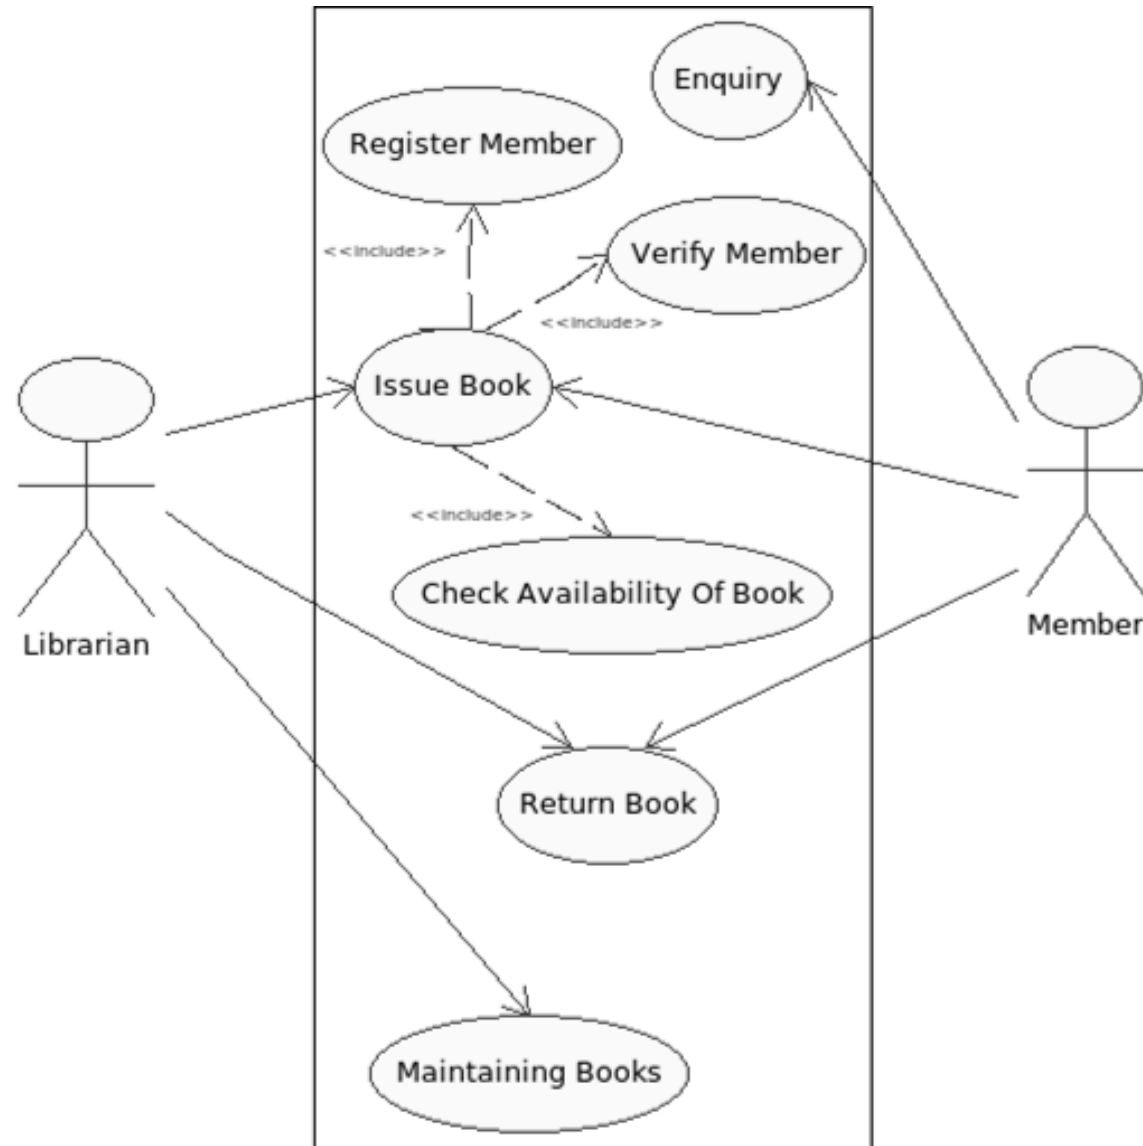 Enquiry
Register Member
<<include>>
Verify Member
<<include>>
Issue Book
<<include>>
Check Availability Of Book
Librarian
Member
Return Book
Maintaining Books